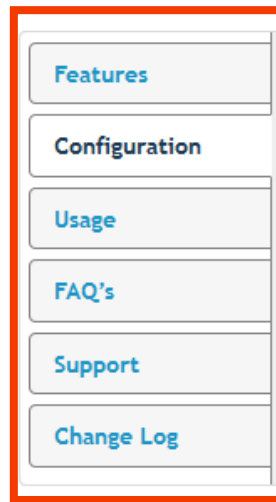 Features
Configuration
Usage
FAQ’s
Support
Change Log